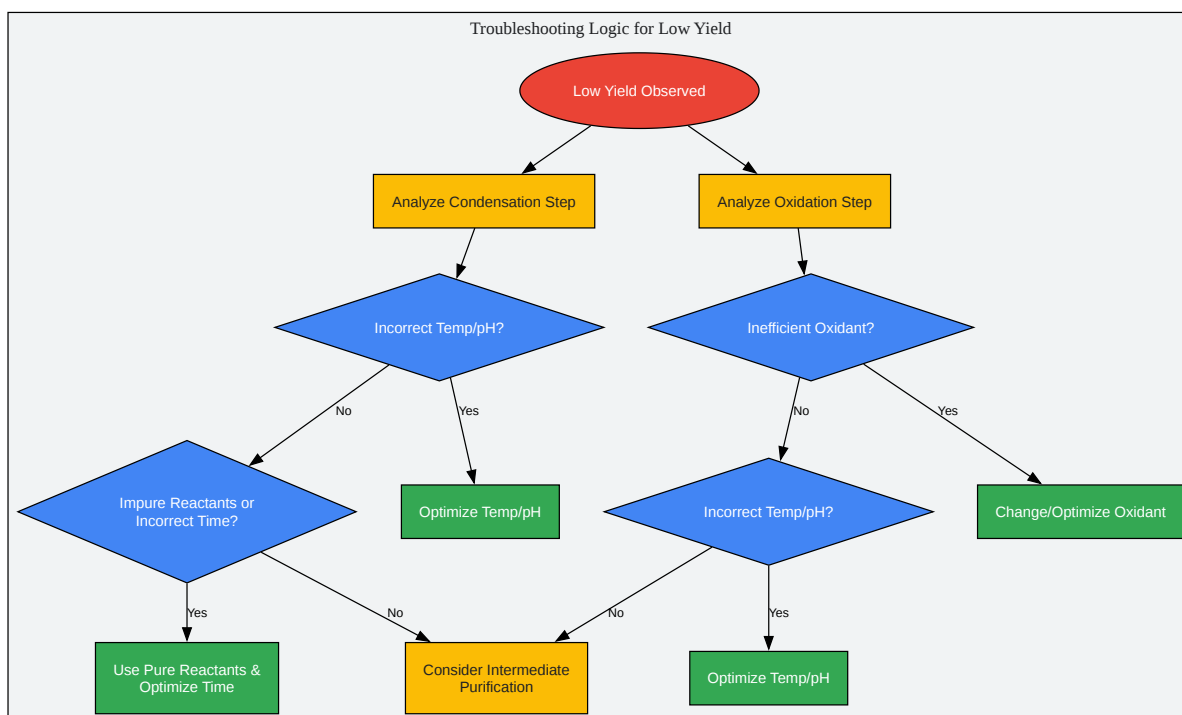 Troubleshooting Logic for Low Yield
Low Yield Observed
Analyze Condensation Step
Analyze Oxidation Step
Incorrect Temp/pH?
Inefficient Oxidant?
No
Yes
No
Yes
Impure Reactants or
Incorrect Time?
Optimize Temp/pH
Incorrect Temp/pH?
Change/Optimize Oxidant
Yes
No
No
Yes
Use Pure Reactants &
Optimize Time
Consider Intermediate
Purification
Optimize Temp/pH